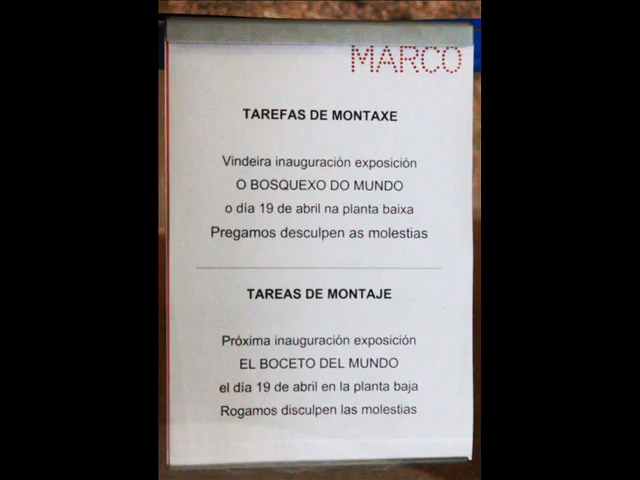 MARCO
TAREFAS DE MONTAXE
Vindeira inauguración exposición
O BOSQUEXO DO MUNDO
o día 19 de abril na planta baixa
Pregamos desculpen as molestias
TAREAS DE MONTAJE
Próxima inauguración exposición
EL BOCETO DEL MUNDO
el día 19 de abril en la planta baja
Rogamos disculpen las molestias